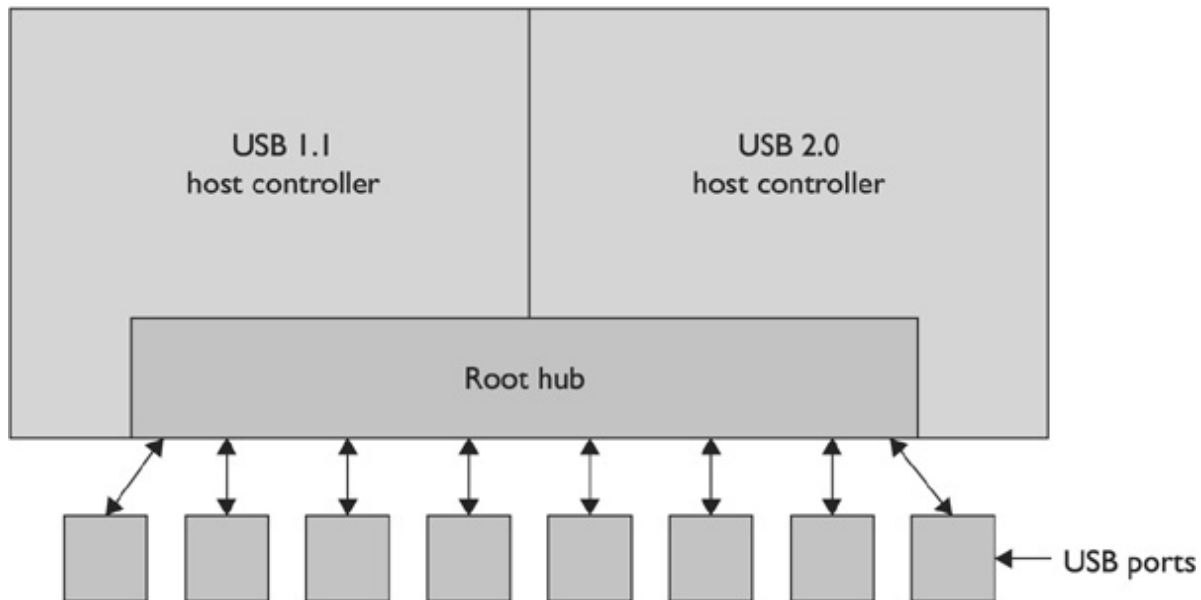 USB 1.1
host controller
USB 2.0
host controller
Root hub
USB ports